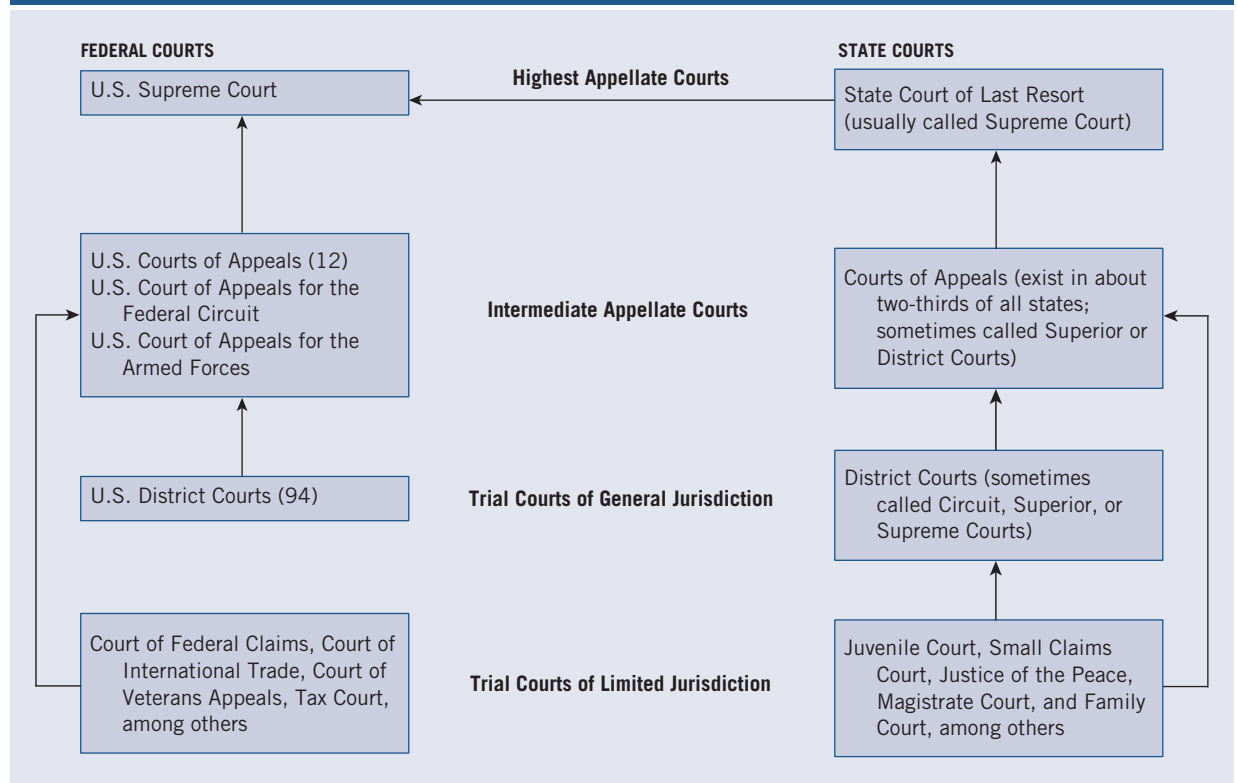 FEDERAL COURTS
STATE COURTS
Highest Appellate Courts
U.S. Supreme Court
State Court of Last Resort
(usually called Supreme Court)
U.S. Courts of Appeals (12)
U.S. Court of Appeals for the
Federal Circuit
U.S. Court of Appeals for the
Armed Forces
Intermediate Appellate Courts
Courts of Appeals (exist in about
two-thirds of all states;
sometimes called Superior or
District Courts)
U.S. District Courts (94)
Trial Courts of General Jurisdiction
District Courts (sometimes
called Circuit, Superior, or
Supreme Courts)
Court of Federal Claims, Court of
International Trade, Court of
Veterans Appeals, Tax Court,
among others
Trial Courts of Limited Jurisdiction
Juvenile Court, Small Claims
Court, Justice of the Peace,
Magistrate Court, and Family
Court, among others